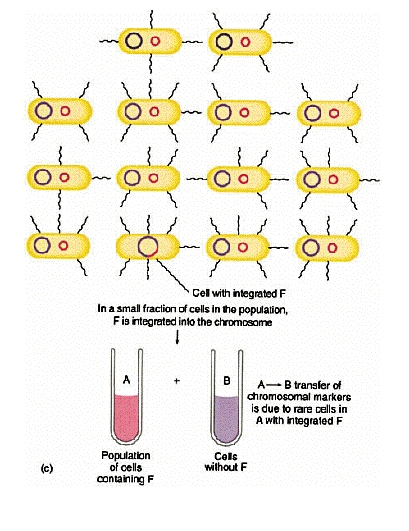 Cell with integrated F
In a small fraction of cells in the population,
F is integrated into the chromosome
A
+
B
A → B transfer of
chromosomal markers
is due to rare cells in
A with integrated F
Population
of cells
containing F
Cells
without F
(c)